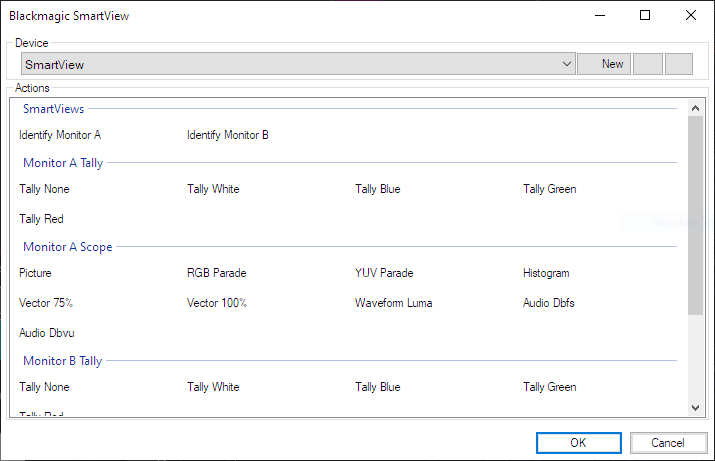 Blackmagic SmartView
Device
SmartView
New
Actions
SmartViews
Identify Monitor A Identify Monitor B
Monitor A Tally
Tally None Tally White Tally Blue Tally Green
Tally Red
Monitor A Scope
Picture RGB Parade YUV Parade Histogram
Vector 75% Vector 100% Waveform Luma Audio Dbfs
Audio Dbvu
Monitor B Tally
Tally None Tally White Tally Blue Tally Green
Tally Red
OK Cancel